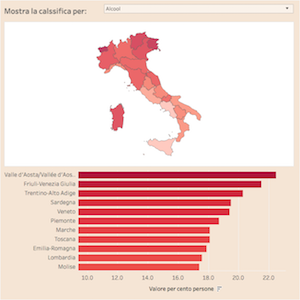 Mostra la calssifica per:
Alcool
Valle d'Aosta/Vallée d'Aos..
Friuli-Venezia Giulia
Trentino-Alto Adige
Sardegna
Veneto
Piemonte
Marche
Toscana
Emilia-Romagna
Lombardia
Molise
10.0 12.0 14.0 16.0 18.0 20.0 22.0
Valore per cento persone